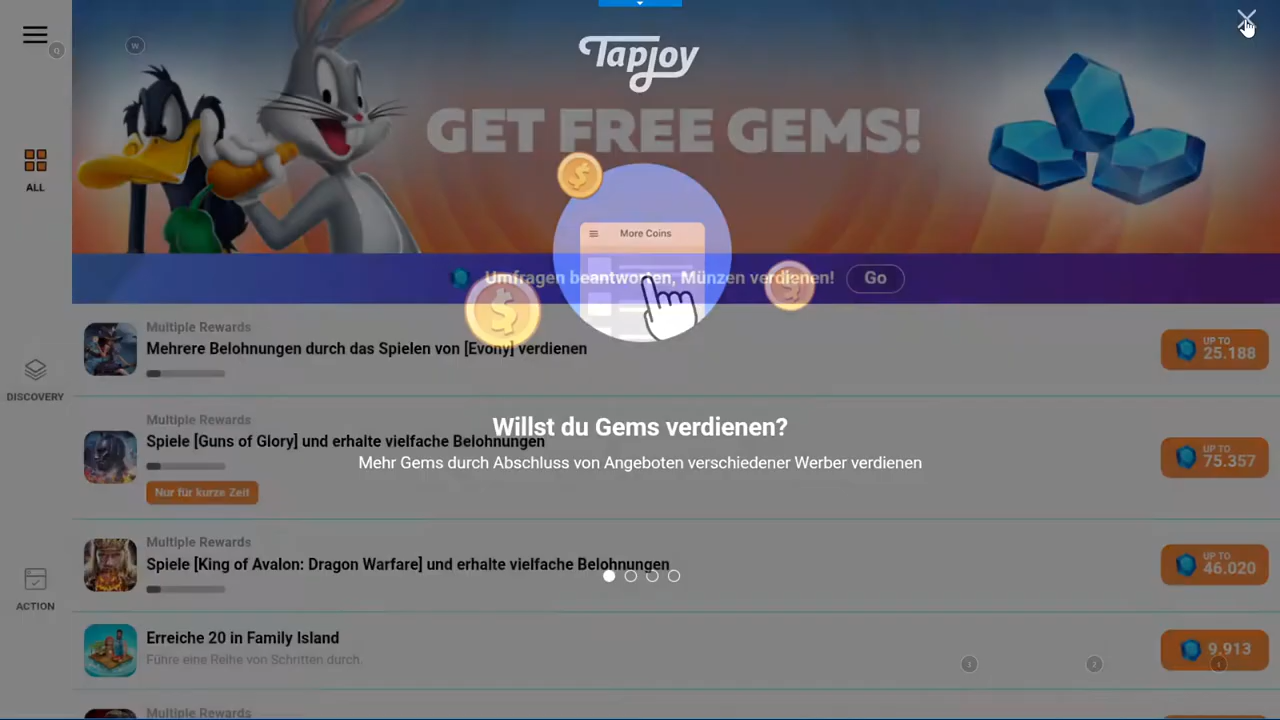 Q
W
Tapjoy
GET FREE GEMS!
ALL
More Coins
Umfragen beantworten, Münzen verdienen!
Go
Multiple Rewards
Mehrere Belohnungen durch das Spielen von [Evony] verdienen
UP TO
25.188
DISCOVERY
Multiple Rewards
Spiele [Guns of Glory] und erhalte vielfache Belohnungen
Nur für kurze Zeit
UP TO
75.357
Willst du Gems verdienen?
Mehr Gems durch Abschluss von Angeboten verschiedener Werber verdienen
Multiple Rewards
Spiele [King of Avalon: Dragon Warfare] und erhalte vielfache Belohnungen
UP TO
46.020
ACTION
Erreiche 20 in Family Island
Führe eine Reihe von Schritten durch.
9.913
3
2
Multiple Rewards